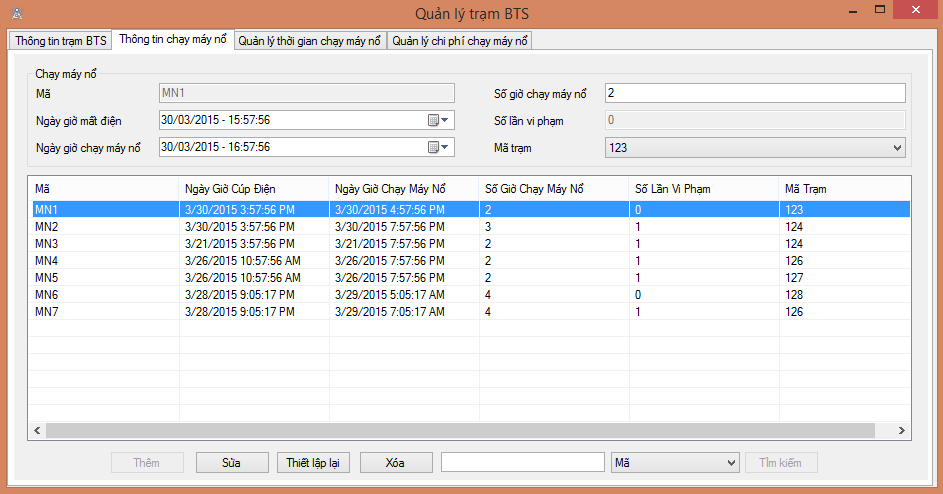 Quản lý trạm BTS
Thông tin trạm BTS Thông tin chạy máy nổ Quản lý thời gian chạy máy nổ Quản lý chi phí chạy máy nổ
Chạy máy nổ
Mã MN1 Số giờ chạy máy nổ 2
Ngày giờ mất điện 30/03/2015 - 15:57:56 Số lần vi phạm 0
Ngày giờ chạy máy nổ 30/03/2015 - 16:57:56 Mã trạm 123
Mã Ngày Giờ Cúp Điện Ngày Giờ Chạy Máy Nổ Số Giờ Chạy Máy Nổ Số Lần Vi Phạm Mã Trạm
MN1 3/30/2015 3:57:56 PM 3/30/2015 4:57:56 PM 2 0 123
MN2 3/30/2015 3:57:56 PM 3/30/2015 7:57:56 PM 3 1 124
MN3 3/21/2015 3:57:56 PM 3/21/2015 7:57:56 PM 2 1 124
MN4 3/26/2015 10:57:56 AM 3/26/2015 7:57:56 PM 2 1 126
MN5 3/26/2015 10:57:56 AM 3/26/2015 7:57:56 PM 2 1 127
MN6 3/28/2015 9:05:17 PM 3/29/2015 5:05:17 AM 4 0 128
MN7 3/28/2015 9:05:17 PM 3/29/2015 7:05:17 AM 4 1 126
Thêm Sửa Thiết lập lại Xóa Mã Tìm kiếm